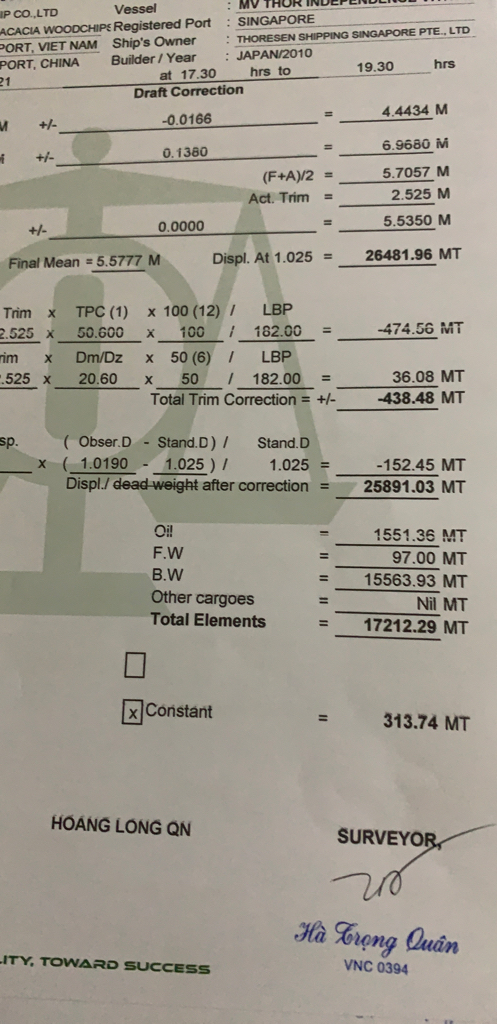 IP CO.,LTD Vessel : MV THOR INDEPENDENCE
ACACIA WOODCHIPS Registered Port : SINGAPORE
PORT, VIET NAM Ship's Owner : THORESEN SHIPPING SINGAPORE PTE., LTD
PORT, CHINA Builder / Year : JAPAN/2010
21 at 17.30 hrs to 19.30 hrs
Draft Correction
M +/- -0.0166 = 4.4434 M
+/- 0.1380 = 6.9680 M
(F+A)/2 = 5.7057 M
Act. Trim = 2.525 M
+/- 0.0000 = 5.5350 M
Final Mean = 5.5777 M Displ. At 1.025 = 26481.96 MT
Trim x TPC (1) x 100 (12) / LBP
2.525 x 50.600 x 100 / 182.00 = -474.56 MT
rim x Dm/Dz x 50 (6) / LBP
.525 x 20.60 x 50 / 182.00 = 36.08 MT
Total Trim Correction = +/- -438.48 MT
sp. ( Obser.D - Stand.D ) / Stand.D
x ( 1.0190 - 1.025 ) / 1.025 = -152.45 MT
Displ./ dead weight after correction = 25891.03 MT
Oil = 1551.36 MT
F.W = 97.00 MT
B.W = 15563.93 MT
Other cargoes = Nil MT
Total Elements = 17212.29 MT
x Constant = 313.74 MT
HOANG LONG QN SURVEYOR,
Hà Trọng Quân
VNC 0394
LITY, TOWARD SUCCESS